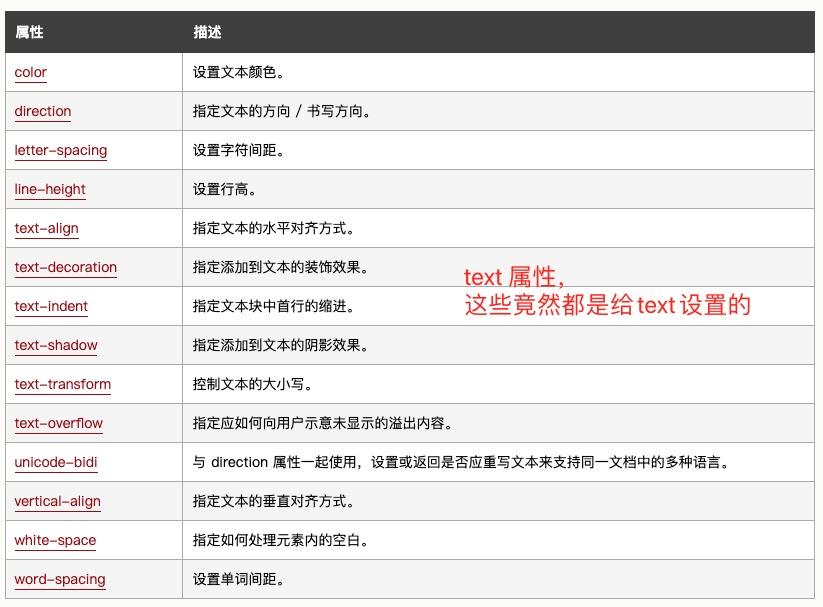 属性 描述
color 设置文本颜色。
direction 指定文本的方向 / 书写方向。
letter-spacing 设置字符间距。
line-height 设置行高。
text-align 指定文本的水平对齐方式。
text-decoration 指定添加到文本的装饰效果。
text 属性，
text-indent 指定文本块中首行的缩进。
这些竟然都是给text设置的
text-shadow 指定添加到文本的阴影效果。
text-transform 控制文本的大小写。
text-overflow 指定应如何向用户示意未显示的溢出内容。
unicode-bidi 与 direction 属性一起使用，设置或返回是否应重写文本来支持同一文档中的多种语言。
vertical-align 指定文本的垂直对齐方式。
white-space 指定如何处理元素内的空白。
word-spacing 设置单词间距。